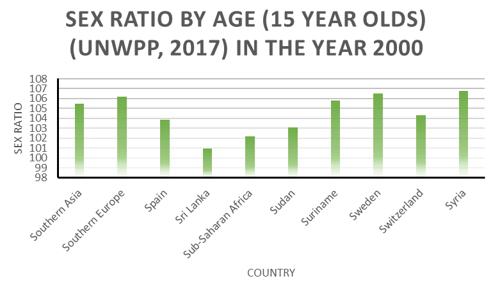 SEX RATIO BY AGE (15 YEAR OLDS)
(UNWPP, 2017) IN THE YEAR 2000
SEX RATIO
108
107
106
105
104
103
102
101
100
99
98
Southern Asia
Southern Europe
Spain
Sri Lanka
Sub-Saharan Africa
Sudan
Suriname
Sweden
Switzerland
Syria
COUNTRY